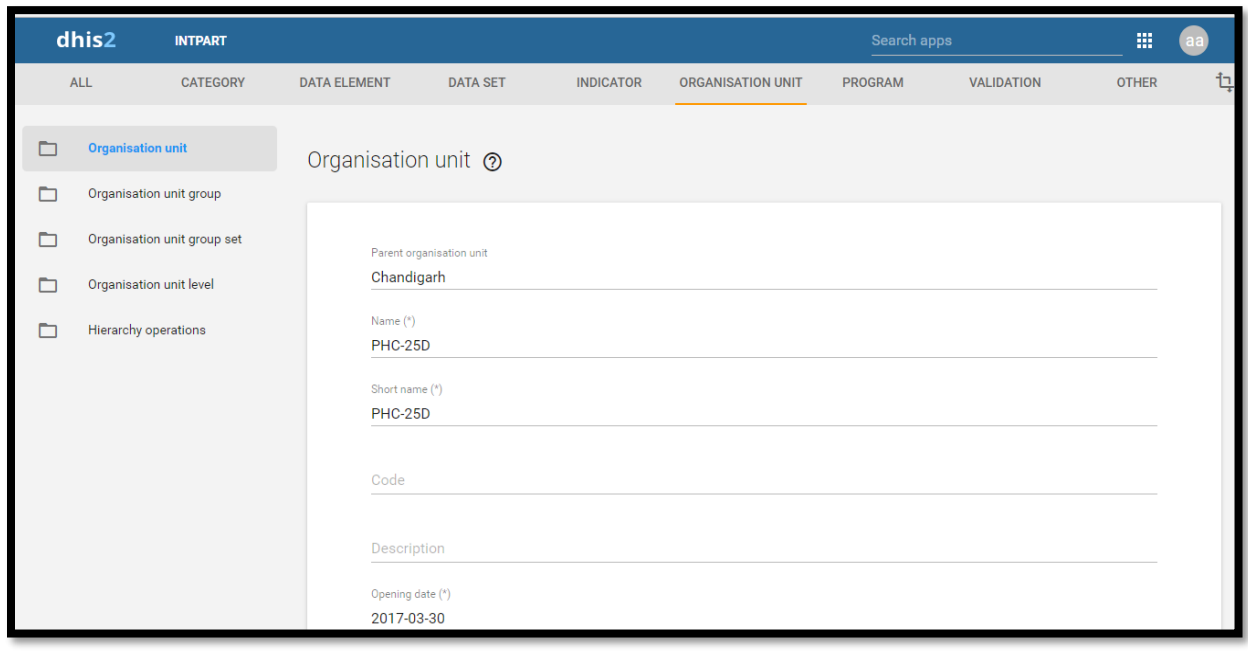 dhis2 INTPART Search apps aa
ALL CATEGORY DATA ELEMENT DATA SET INDICATOR ORGANISATION UNIT PROGRAM VALIDATION OTHER
Organisation unit
Organisation unit group
Organisation unit group set
Organisation unit level
Hierarchy operations
Organisation unit ?
Parent organisation unit
Chandigarh
Name (*)
PHC-25D
Short name (*)
PHC-25D
Code
Description
Opening date (*)
2017-03-30